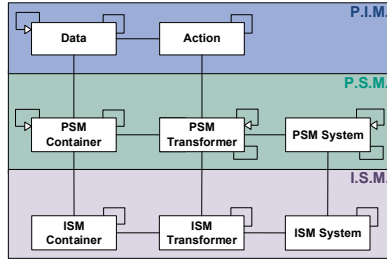 P.I.M.
Data
Action
P.S.M.
PSM
Container
PSM
Transformer
PSM System
I.S.M.
ISM
Container
ISM
Transformer
ISM System